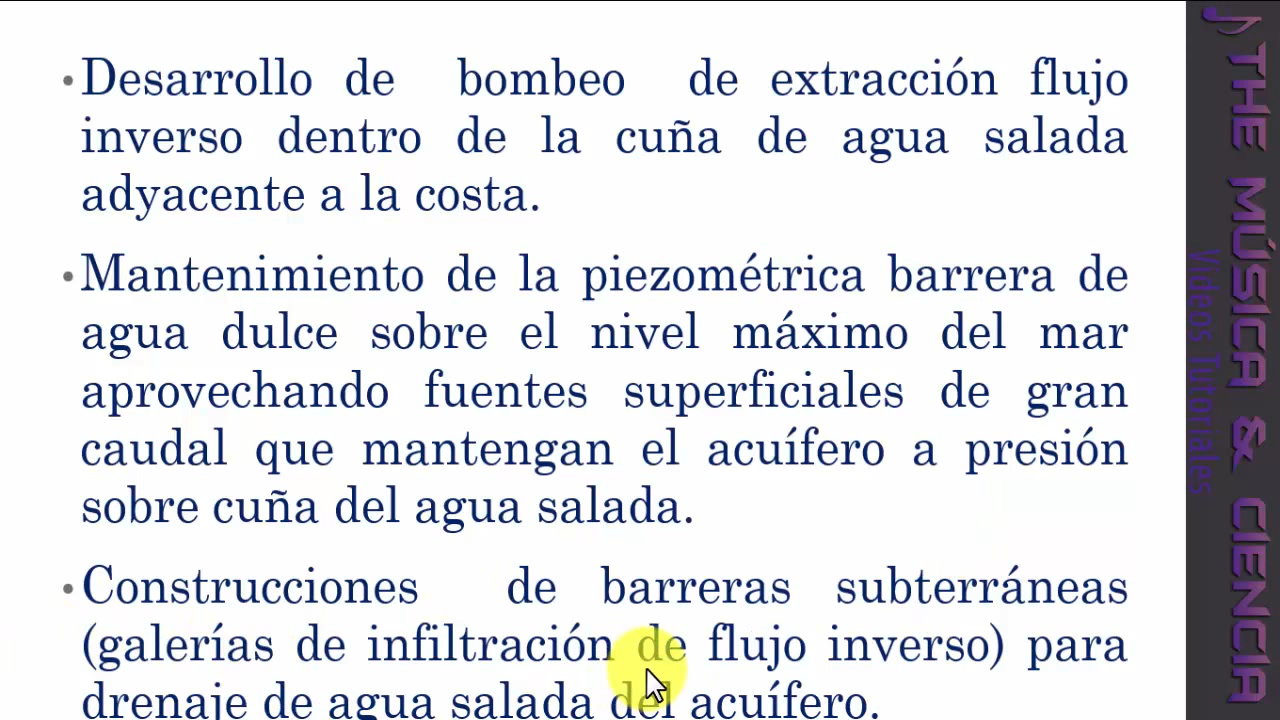 •Desarrollo de bombeo de extracción flujo
inverso dentro de la cuña de agua salada
adyacente a la costa.
•Mantenimiento de la piezométrica barrera de
agua dulce sobre el nivel máximo del mar
aprovechando fuentes superficiales de gran
caudal que mantengan el acuífero a presión
sobre cuña del agua salada.
•Construcciones de barreras subterráneas
(galerías de infiltración de flujo inverso) para
drenaje de agua salada del acuífero.
THE MÚSICA & CIENCIA
Videos Tutoriales